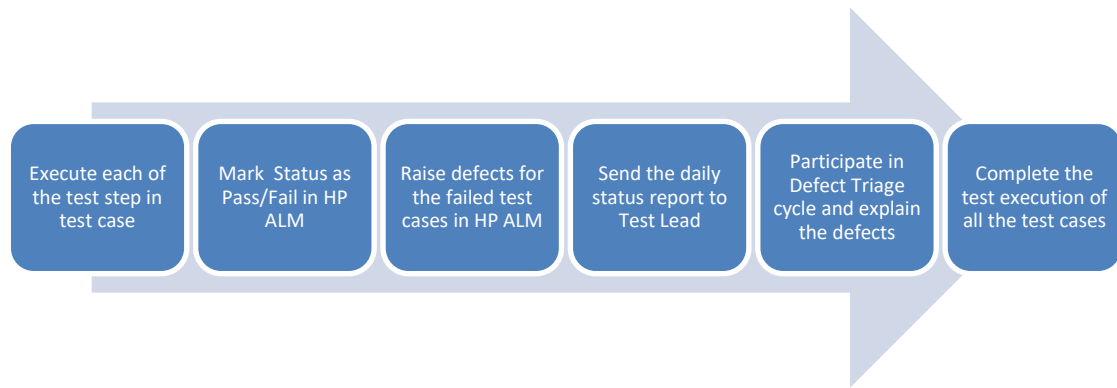 Execute each of
the test step in
test case
Mark  Status as
Pass/Fail in HP
ALM
Raise defects for
the failed test
cases in HP ALM
Send the daily
status report to
Test Lead
Participate in
Defect Triage
cycle and explain
the defects
Complete the
test execution of
all the test cases